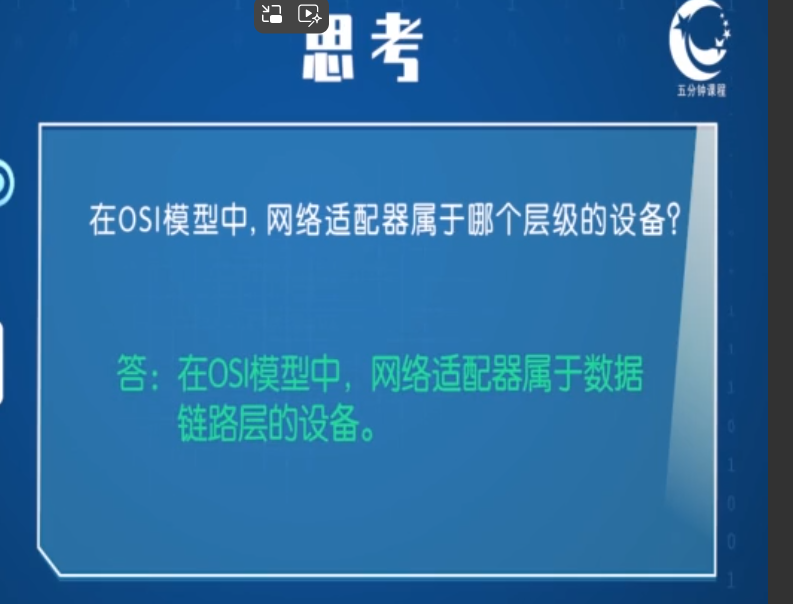 思考
五分钟课程
在OSI模型中,网络适配器属于哪个层级的设备?
答：在OSI模型中，网络适配器属于数据
链路层的设备。